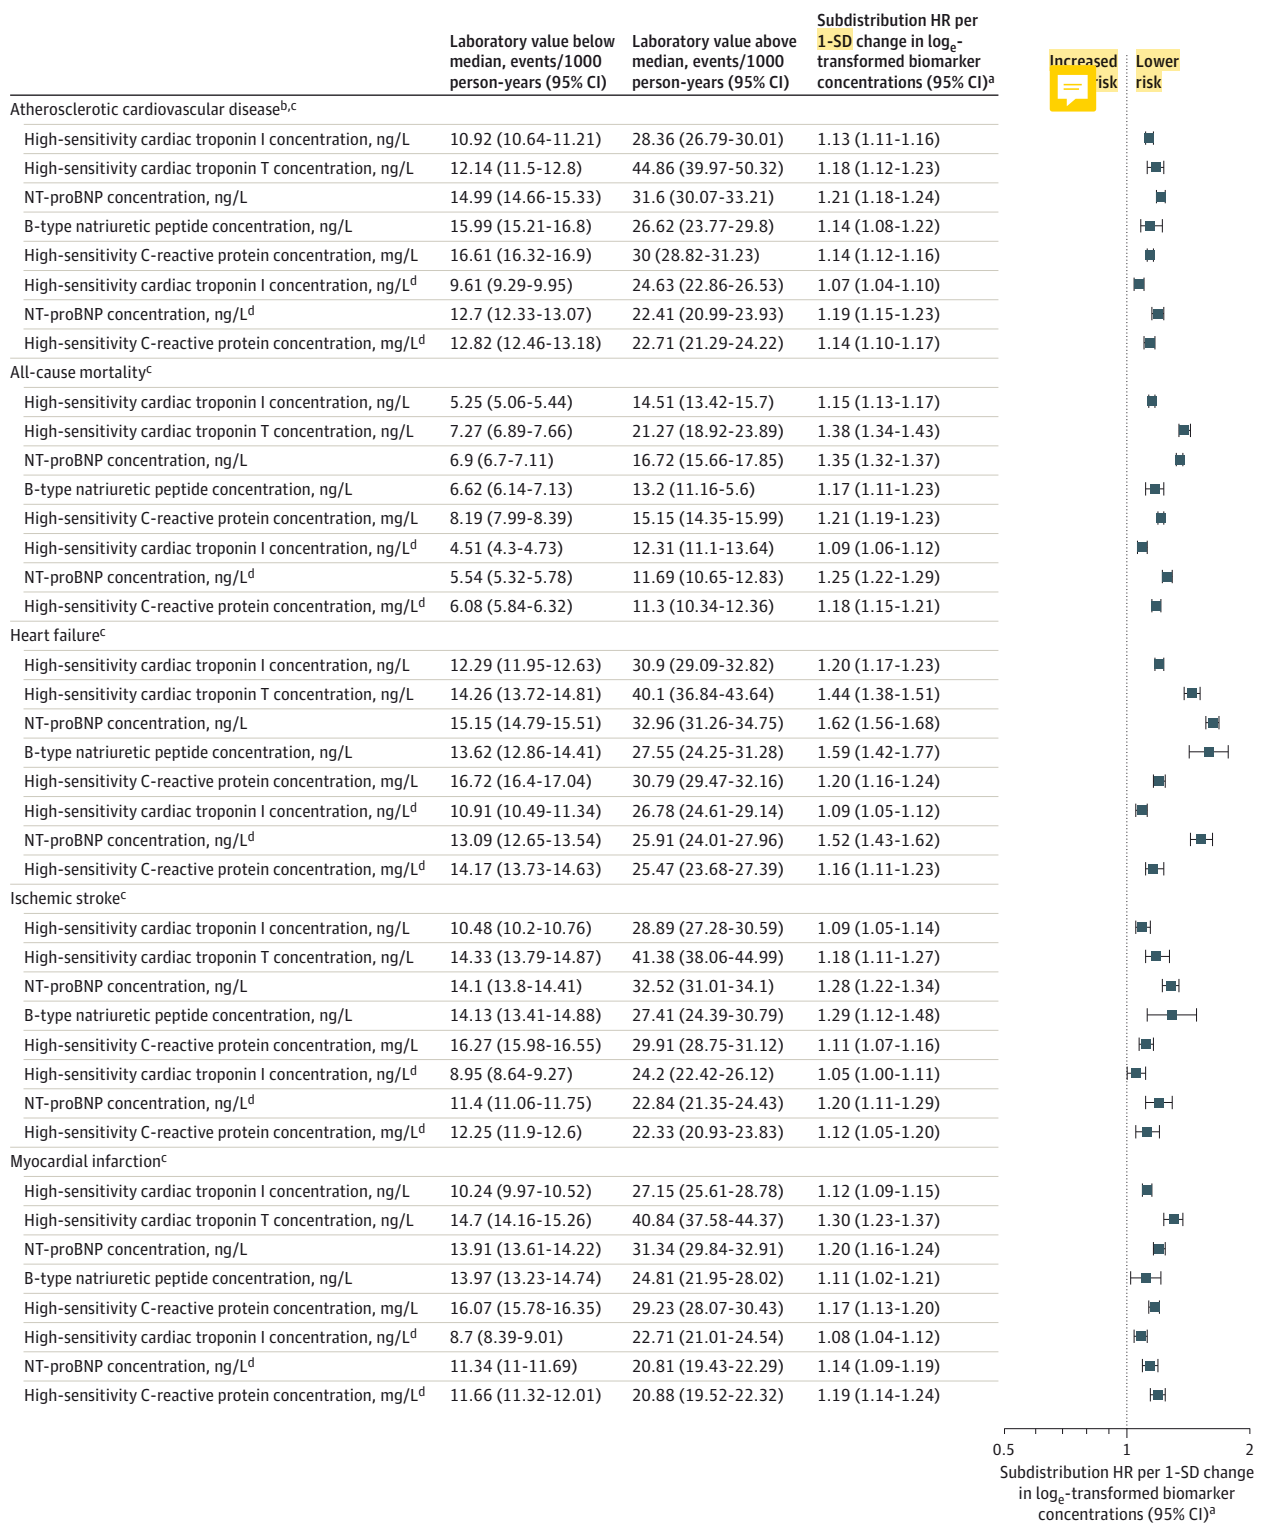 Laboratory value below median, events/1000 person-years (95% CI)
Laboratory value above median, events/1000 person-years (95% CI)
Subdistribution HR per 1-SD change in loge-transformed biomarker concentrations (95% CI)a
Increased risk
Lower risk
Atherosclerotic cardiovascular diseaseb,c
High-sensitivity cardiac troponin I concentration, ng/L 10.92 (10.64-11.21) 28.36 (26.79-30.01) 1.13 (1.11-1.16)
High-sensitivity cardiac troponin T concentration, ng/L 12.14 (11.5-12.8) 44.86 (39.97-50.32) 1.18 (1.12-1.23)
NT-proBNP concentration, ng/L 14.99 (14.66-15.33) 31.6 (30.07-33.21) 1.21 (1.18-1.24)
B-type natriuretic peptide concentration, ng/L 15.99 (15.21-16.8) 26.62 (23.77-29.8) 1.14 (1.08-1.22)
High-sensitivity C-reactive protein concentration, mg/L 16.61 (16.32-16.9) 30 (28.82-31.23) 1.14 (1.12-1.16)
High-sensitivity cardiac troponin I concentration, ng/Ld 9.61 (9.29-9.95) 24.63 (22.86-26.53) 1.07 (1.04-1.10)
NT-proBNP concentration, ng/Ld 12.7 (12.33-13.07) 22.41 (20.99-23.93) 1.19 (1.15-1.23)
High-sensitivity C-reactive protein concentration, mg/Ld 12.82 (12.46-13.18) 22.71 (21.29-24.22) 1.14 (1.10-1.17)
All-cause mortalityc
High-sensitivity cardiac troponin I concentration, ng/L 5.25 (5.06-5.44) 14.51 (13.42-15.7) 1.15 (1.13-1.17)
High-sensitivity cardiac troponin T concentration, ng/L 7.27 (6.89-7.66) 21.27 (18.92-23.89) 1.38 (1.34-1.43)
NT-proBNP concentration, ng/L 6.9 (6.7-7.11) 16.72 (15.66-17.85) 1.35 (1.32-1.37)
B-type natriuretic peptide concentration, ng/L 6.62 (6.14-7.13) 13.2 (11.16-5.6) 1.17 (1.11-1.23)
High-sensitivity C-reactive protein concentration, mg/L 8.19 (7.99-8.39) 15.15 (14.35-15.99) 1.21 (1.19-1.23)
High-sensitivity cardiac troponin I concentration, ng/Ld 4.51 (4.3-4.73) 12.31 (11.1-13.64) 1.09 (1.06-1.12)
NT-proBNP concentration, ng/Ld 5.54 (5.32-5.78) 11.69 (10.65-12.83) 1.25 (1.22-1.29)
High-sensitivity C-reactive protein concentration, mg/Ld 6.08 (5.84-6.32) 11.3 (10.34-12.36) 1.18 (1.15-1.21)
Heart failurec
High-sensitivity cardiac troponin I concentration, ng/L 12.29 (11.95-12.63) 30.9 (29.09-32.82) 1.20 (1.17-1.23)
High-sensitivity cardiac troponin T concentration, ng/L 14.26 (13.72-14.81) 40.1 (36.84-43.64) 1.44 (1.38-1.51)
NT-proBNP concentration, ng/L 15.15 (14.79-15.51) 32.96 (31.26-34.75) 1.62 (1.56-1.68)
B-type natriuretic peptide concentration, ng/L 13.62 (12.86-14.41) 27.55 (24.25-31.28) 1.59 (1.42-1.77)
High-sensitivity C-reactive protein concentration, mg/L 16.72 (16.4-17.04) 30.79 (29.47-32.16) 1.20 (1.16-1.24)
High-sensitivity cardiac troponin I concentration, ng/Ld 10.91 (10.49-11.34) 26.78 (24.61-29.14) 1.09 (1.05-1.12)
NT-proBNP concentration, ng/Ld 13.09 (12.65-13.54) 25.91 (24.01-27.96) 1.52 (1.43-1.62)
High-sensitivity C-reactive protein concentration, mg/Ld 14.17 (13.73-14.63) 25.47 (23.68-27.39) 1.16 (1.11-1.23)
Ischemic strokec
High-sensitivity cardiac troponin I concentration, ng/L 10.48 (10.2-10.76) 28.89 (27.28-30.59) 1.09 (1.05-1.14)
High-sensitivity cardiac troponin T concentration, ng/L 14.33 (13.79-14.87) 41.38 (38.06-44.99) 1.18 (1.11-1.27)
NT-proBNP concentration, ng/L 14.1 (13.8-14.41) 32.52 (31.01-34.1) 1.28 (1.22-1.34)
B-type natriuretic peptide concentration, ng/L 14.13 (13.41-14.88) 27.41 (24.39-30.79) 1.29 (1.12-1.48)
High-sensitivity C-reactive protein concentration, mg/L 16.27 (15.98-16.55) 29.91 (28.75-31.12) 1.11 (1.07-1.16)
High-sensitivity cardiac troponin I concentration, ng/Ld 8.95 (8.64-9.27) 24.2 (22.42-26.12) 1.05 (1.00-1.11)
NT-proBNP concentration, ng/Ld 11.4 (11.06-11.75) 22.84 (21.35-24.43) 1.20 (1.11-1.29)
High-sensitivity C-reactive protein concentration, mg/Ld 12.25 (11.9-12.6) 22.33 (20.93-23.83) 1.12 (1.05-1.20)
Myocardial infarctionc
High-sensitivity cardiac troponin I concentration, ng/L 10.24 (9.97-10.52) 27.15 (25.61-28.78) 1.12 (1.09-1.15)
High-sensitivity cardiac troponin T concentration, ng/L 14.7 (14.16-15.26) 40.84 (37.58-44.37) 1.30 (1.23-1.37)
NT-proBNP concentration, ng/L 13.91 (13.61-14.22) 31.34 (29.84-32.91) 1.20 (1.16-1.24)
B-type natriuretic peptide concentration, ng/L 13.97 (13.23-14.74) 24.81 (21.95-28.02) 1.11 (1.02-1.21)
High-sensitivity C-reactive protein concentration, mg/L 16.07 (15.78-16.35) 29.23 (28.07-30.43) 1.17 (1.13-1.20)
High-sensitivity cardiac troponin I concentration, ng/Ld 8.7 (8.39-9.01) 22.71 (21.01-24.54) 1.08 (1.04-1.12)
NT-proBNP concentration, ng/Ld 11.34 (11-11.69) 20.81 (19.43-22.29) 1.14 (1.09-1.19)
High-sensitivity C-reactive protein concentration, mg/Ld 11.66 (11.32-12.01) 20.88 (19.52-22.32) 1.19 (1.14-1.24)
0.5 1 2
Subdistribution HR per 1-SD change
in loge-transformed biomarker
concentrations (95% CI)a